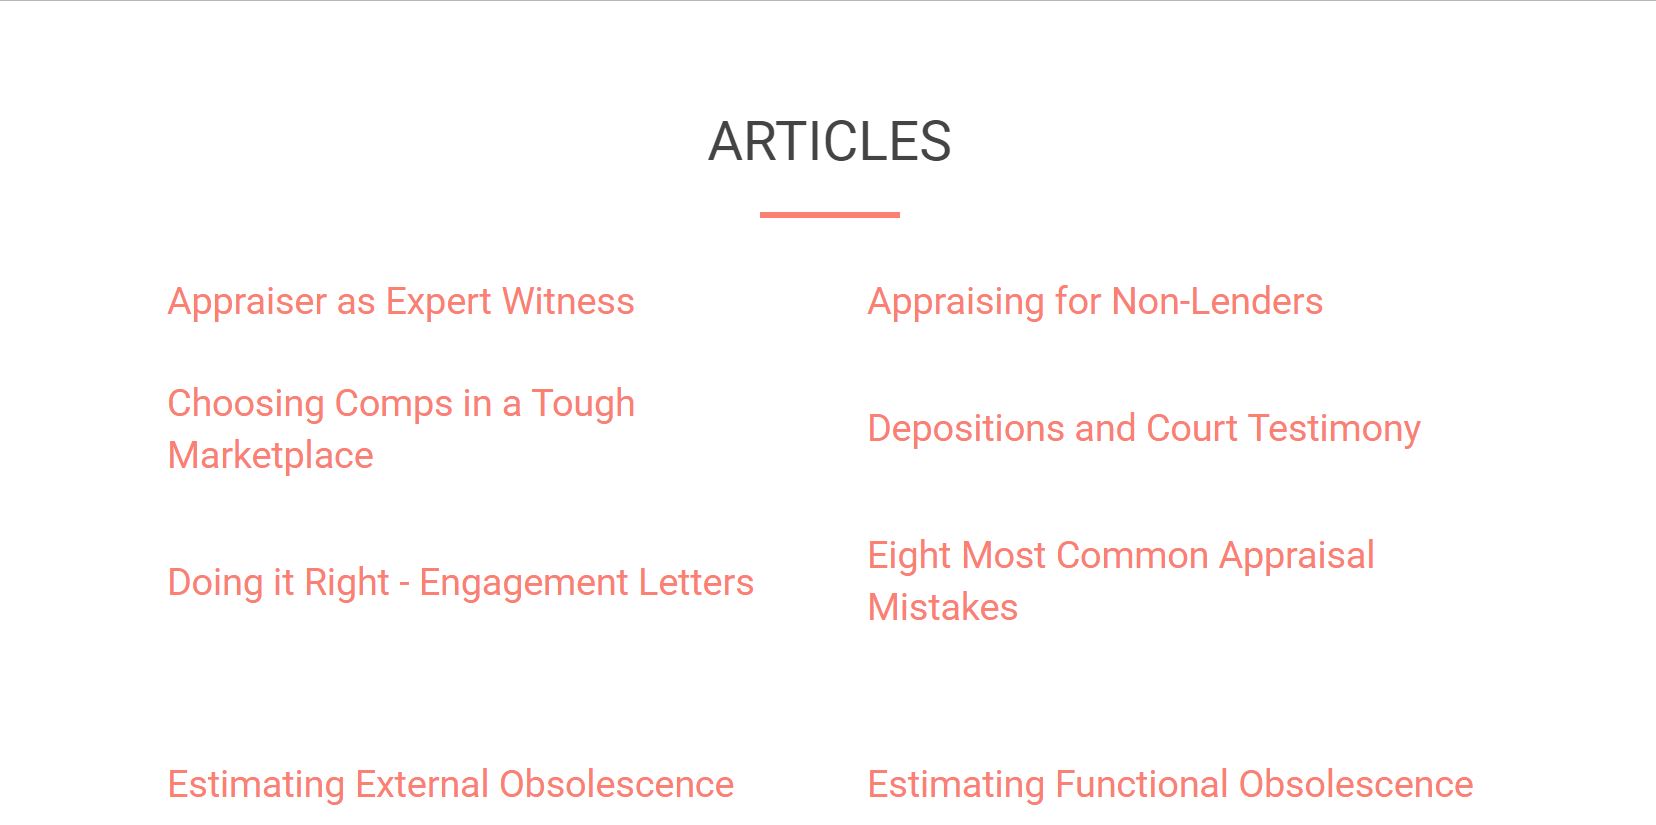 ARTICLES
Appraiser as Expert Witness
Appraising for Non-Lenders
Choosing Comps in a Tough
Marketplace
Depositions and Court Testimony
Doing it Right - Engagement Letters
Eight Most Common Appraisal
Mistakes
Estimating External Obsolescence
Estimating Functional Obsolescence